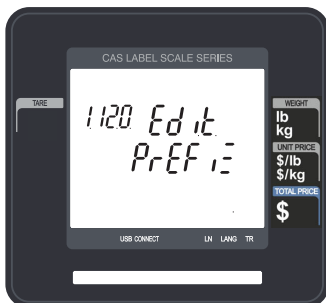 CAS LABEL SCALE SERIES
TARE
1120 Edit
PrEFiE
WEIGHT
lb
kg
UNIT PRICE
$/lb
$/kg
TOTAL PRICE
$
USB CONNECT LN LANG TR